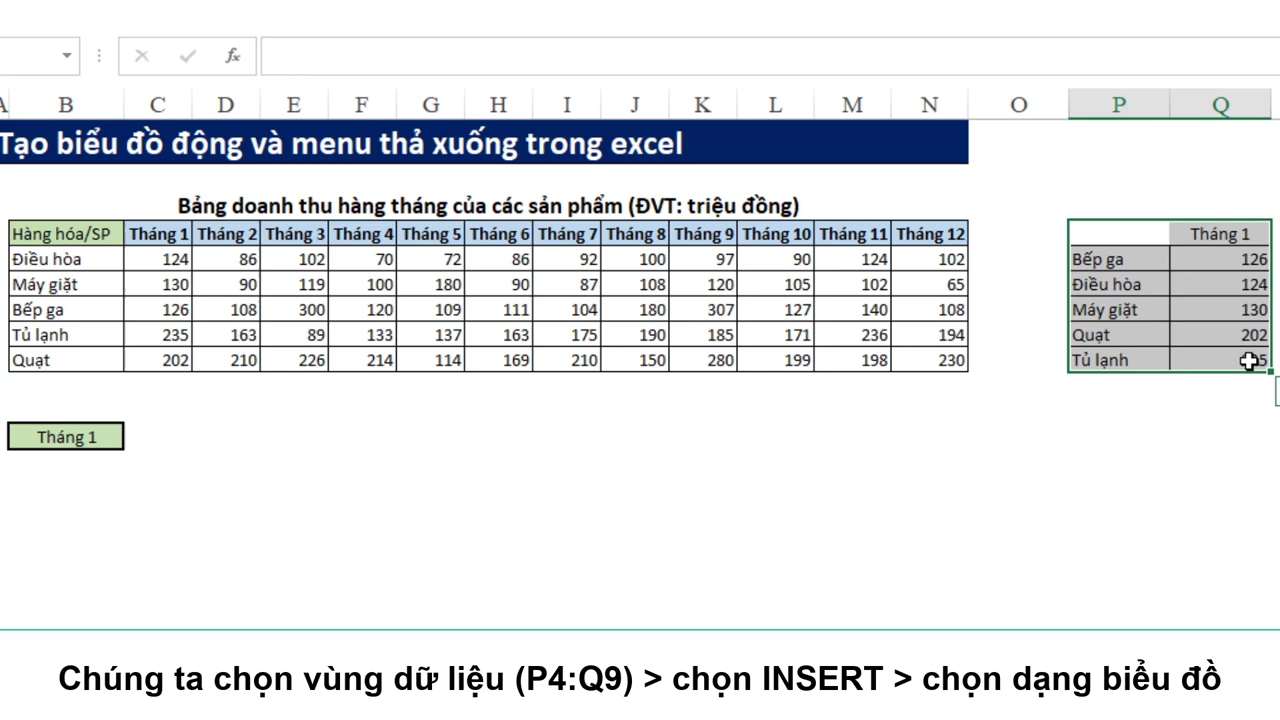 A B C D E F G H I J K L M N O P Q
Tạo biểu đồ động và menu thả xuống trong excel
Bảng doanh thu hàng tháng của các sản phẩm (ĐVT: triệu đồng)
Hàng hóa/SP Tháng 1 Tháng 2 Tháng 3 Tháng 4 Tháng 5 Tháng 6 Tháng 7 Tháng 8 Tháng 9 Tháng 10 Tháng 11 Tháng 12 Tháng 1
Điều hòa 124 86 102 70 72 86 92 100 97 90 124 102 Bếp ga 126
Máy giặt 130 90 119 100 180 90 87 108 120 105 102 65 Điều hòa 124
Bếp ga 126 108 300 120 109 111 104 180 307 127 140 108 Máy giặt 130
Tủ lạnh 235 163 89 133 137 163 175 190 185 171 236 194 Quạt 202
Quạt 202 210 226 214 114 169 210 150 280 199 198 230 Tủ lạnh
Tháng 1
Chúng ta chọn vùng dữ liệu (P4:Q9) > chọn INSERT > chọn dạng biểu đồ